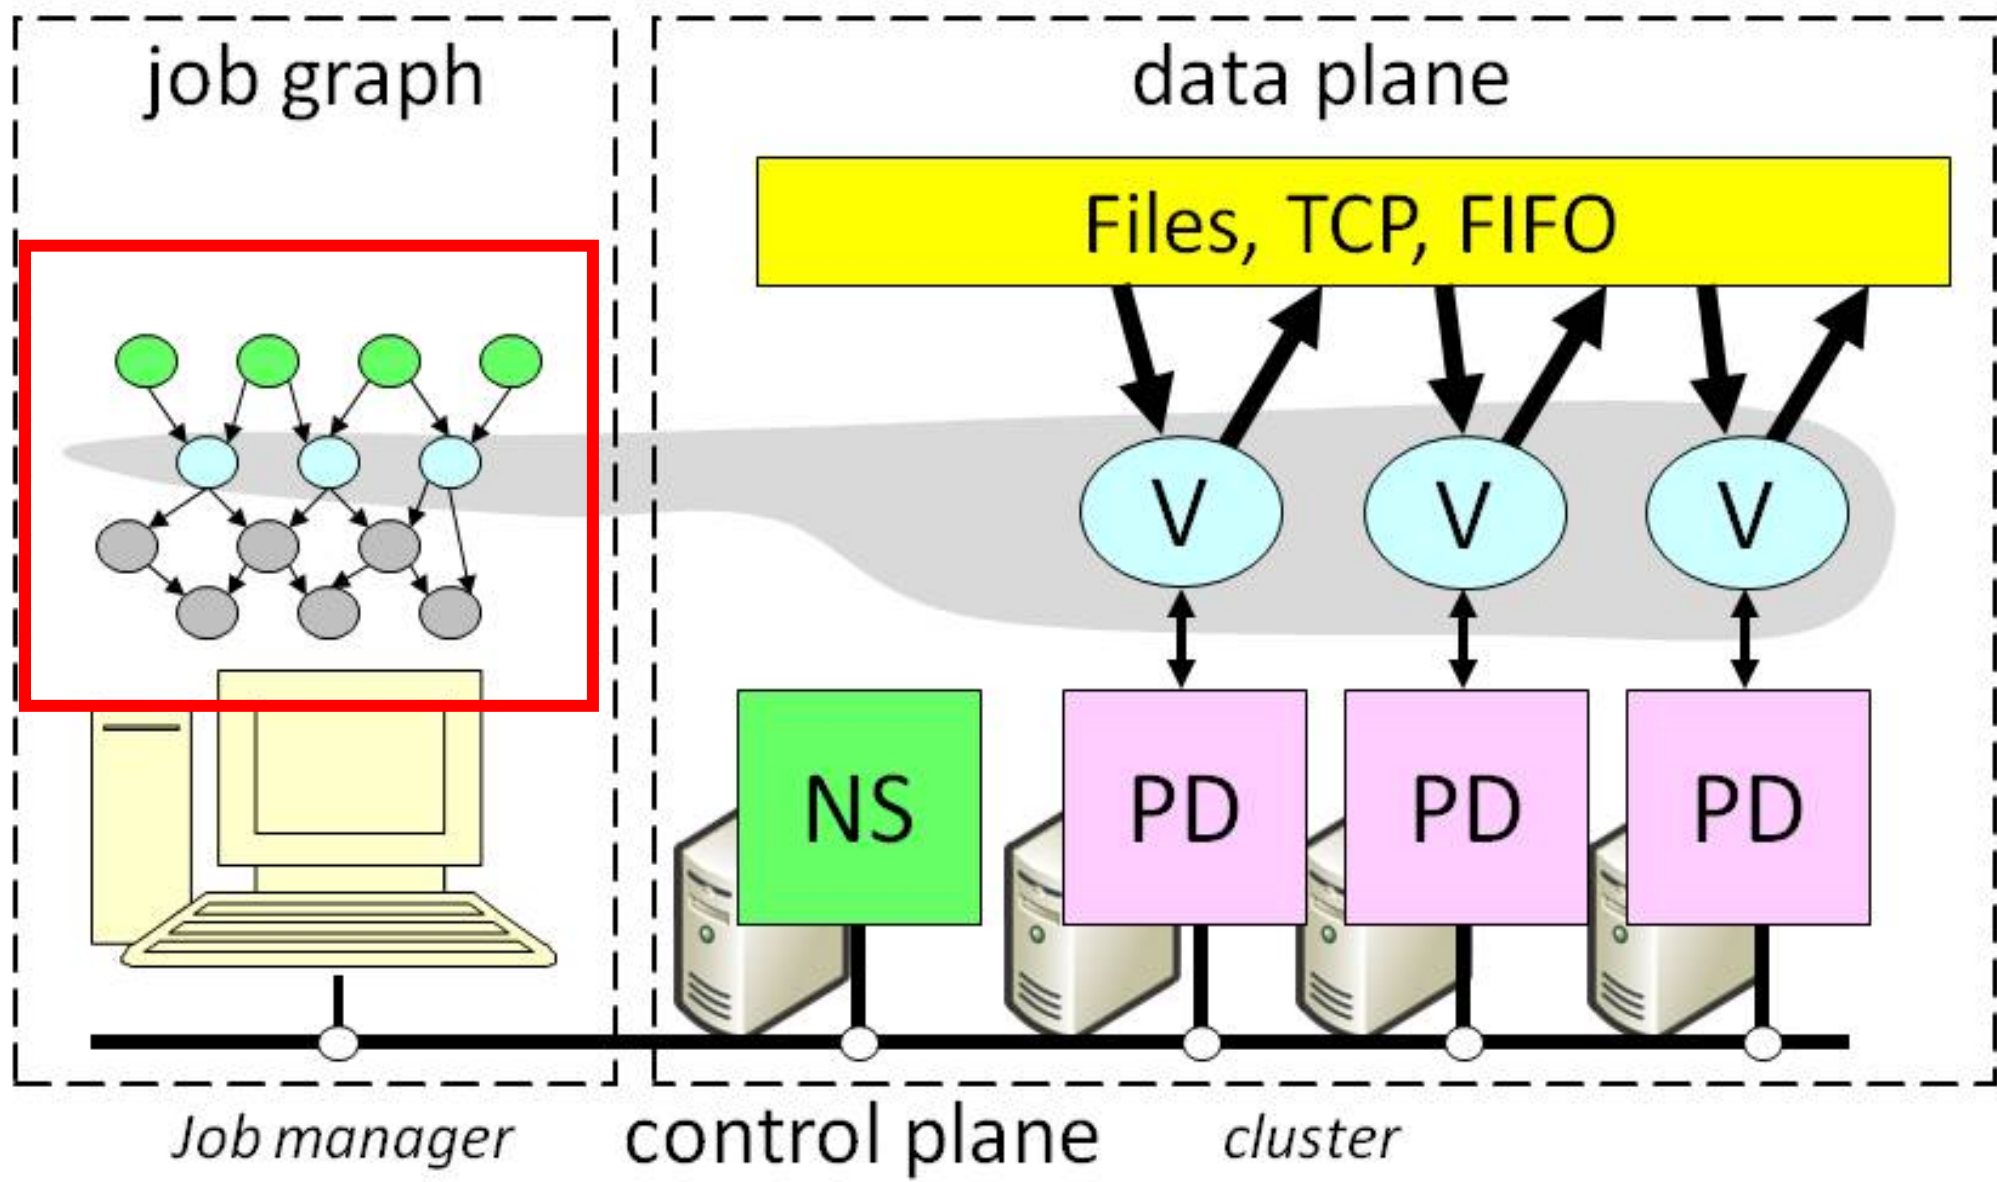 job graph
data plane
Files, TCP, FIFO
V
V
V
NS
PD
PD
PD
Job manager
control plane
cluster